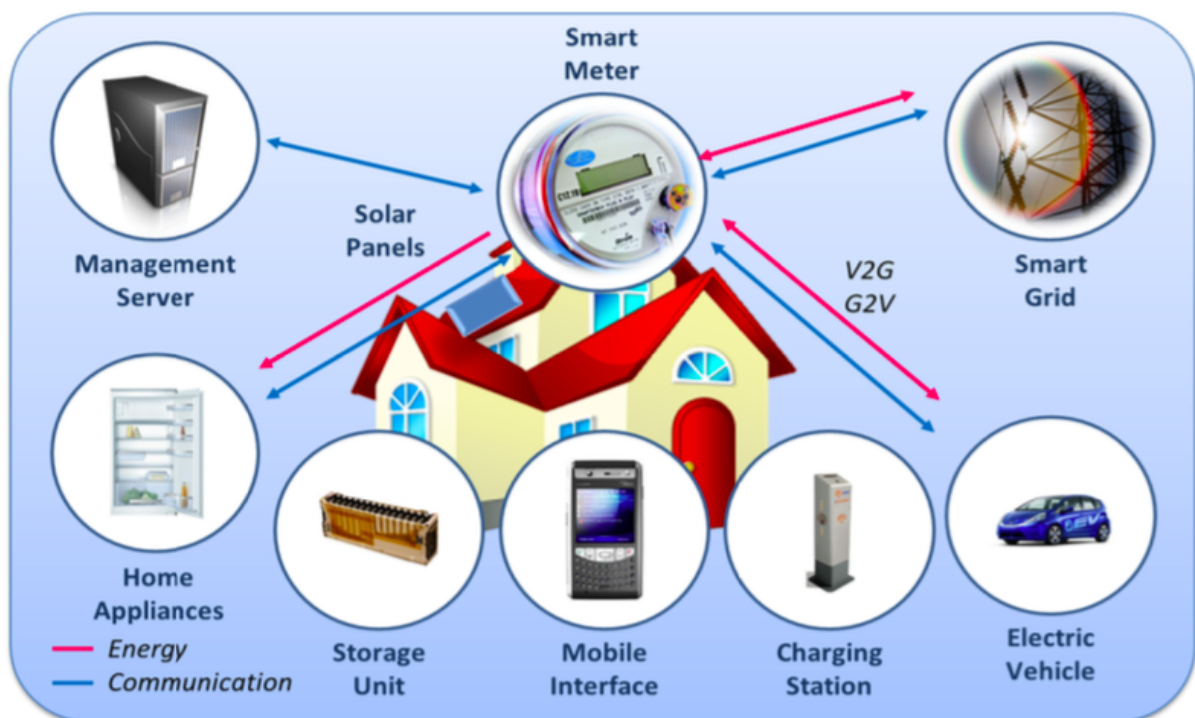 Smart
Meter
Management
Server
Solar
Panels
V2G
G2V
Smart
Grid
Home
Appliances
Energy
Communication
Storage
Unit
Mobile
Interface
Charging
Station
Electric
Vehicle